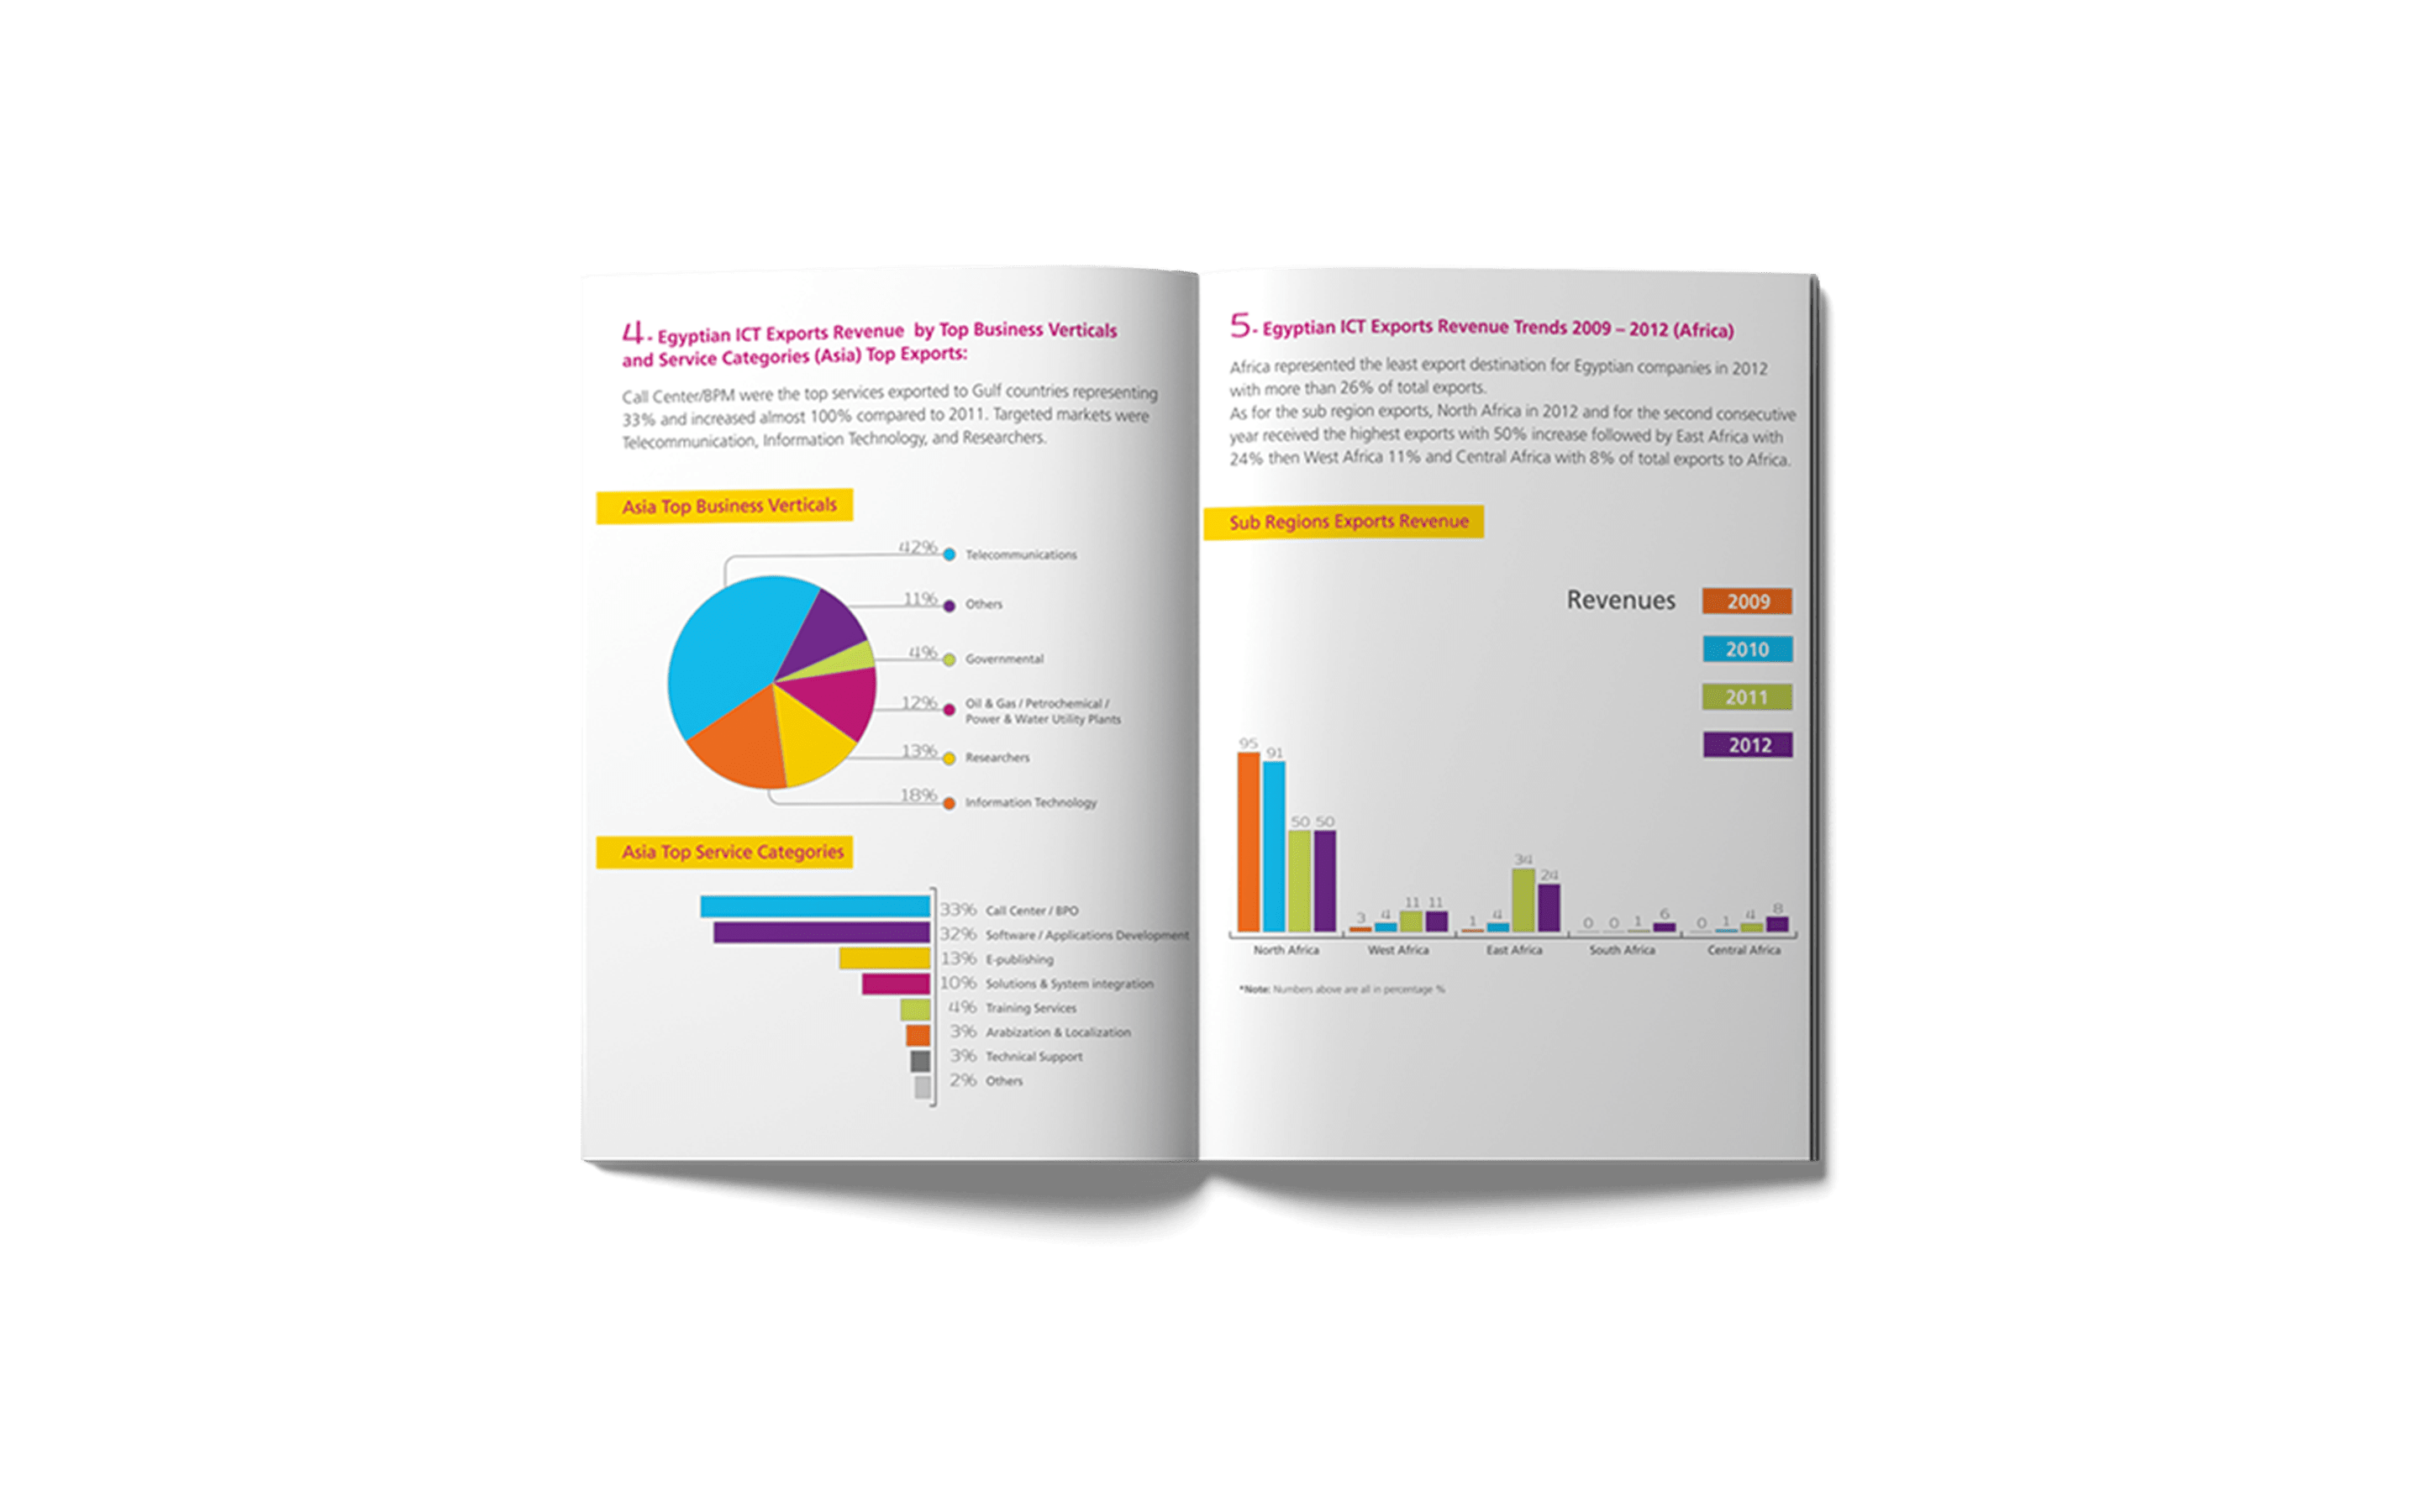 4- Egyptian ICT Exports Revenue by Top Business Verticals
and Service Categories (Asia) Top Exports:
Call Center/BPM were the top services exported to Gulf countries representing
33% and increased almost 100% compared to 2011. Targeted markets were
Telecommunication, Information Technology, and Researchers.
Asia Top Business Verticals
42% Telecommunications
11% Others
4% Governmental
12% Oil & Gas / Petrochemical /
Power & Water Utility Plants
13% Researchers
18% Information Technology
Asia Top Service Categories
33% Call Center / BPO
32% Software / Applications Development
13% E-publishing
10% Solutions & System integration
4% Training Services
3% Arabization & Localization
3% Technical Support
2% Others
5- Egyptian ICT Exports Revenue Trends 2009 – 2012 (Africa)
Africa represented the least export destination for Egyptian companies in 2012
with more than 26% of total exports.
As for the sub region exports, North Africa in 2012 and for the second consecutive
year received the highest exports with 50% increase followed by East Africa with
24% then West Africa 11% and Central Africa with 8% of total exports to Africa.
Sub Regions Exports Revenue
Revenues 2009
2010
2011
2012
95 91 50 50
3 4 11 11
1 4 34 24
0 0 1 6
0 1 4 8
North Africa West Africa East Africa South Africa Central Africa
*Note: Numbers above are all in percentage %